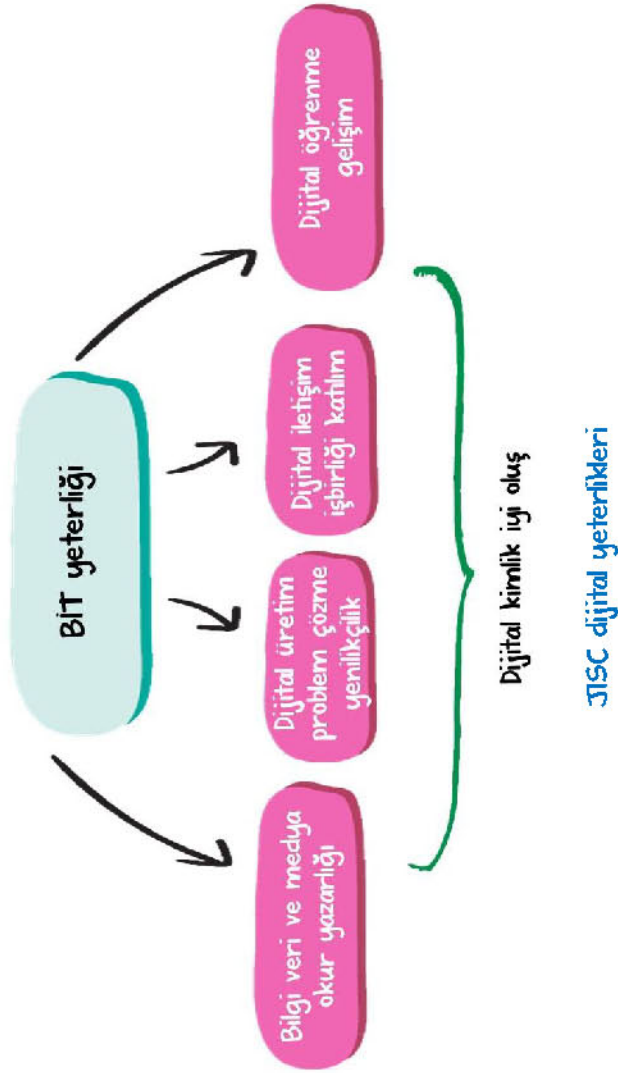 BİT yeterliği
Bilgi veri ve medya
okur yazarlığı
Dijital üretim
problem çözme
yenilikçilik
Dijital iletişim
işbirliği katılım
Dijital öğrenme
gelişim
Dijital kimlik iyi oluş
JISC dijital yeterlikleri